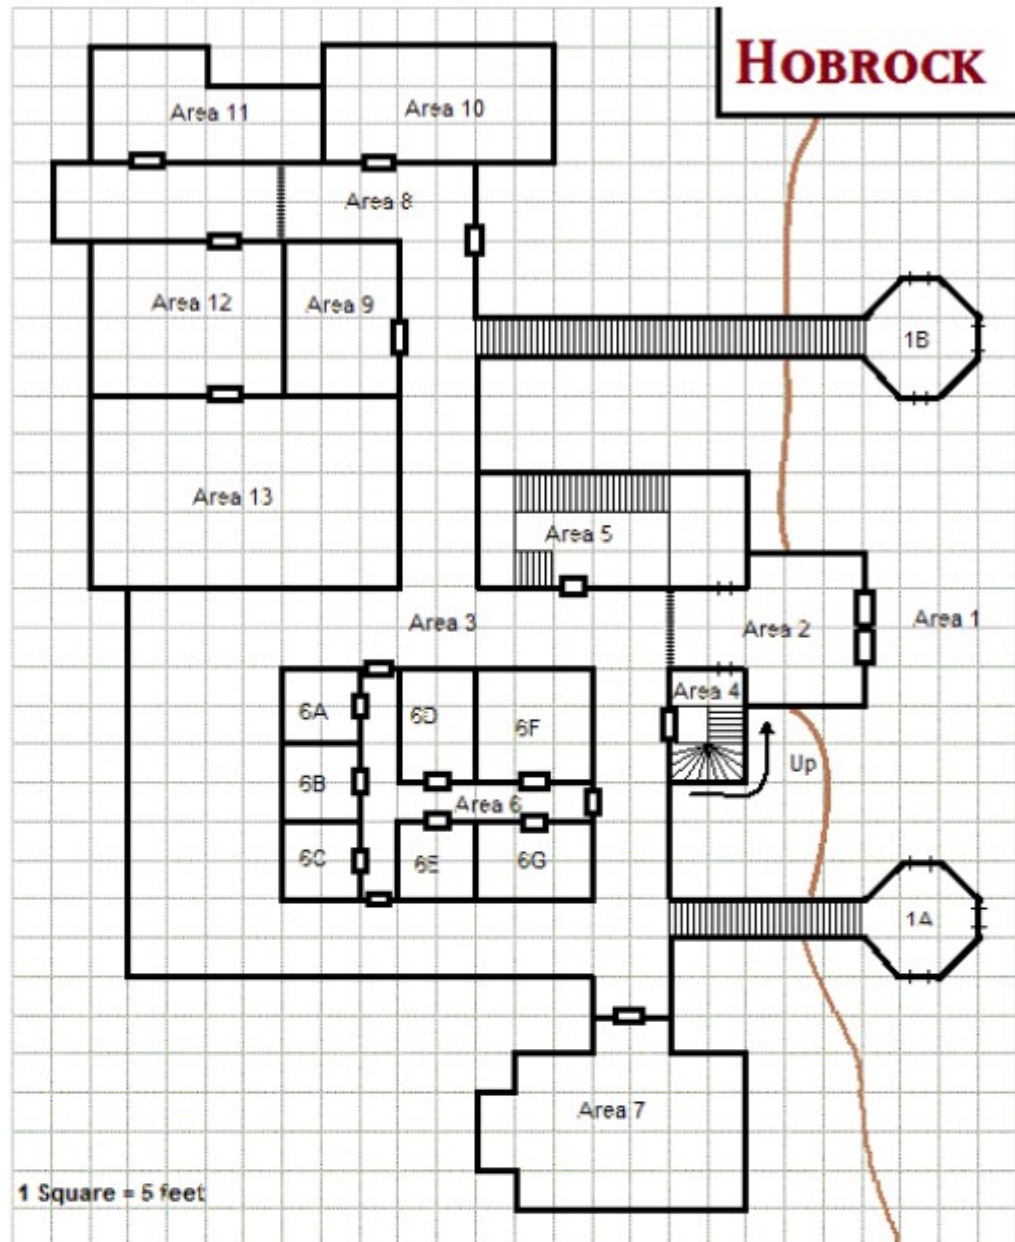 HOBROCK
Area 11
Area 10
Area 8
Area 12
Area 9
1B
Area 13
Area 5
Area 3
Area 2
Area 1
Area 4
6A
6D
6F
Up
6B
Area 6
6C
6E
6G
1A
Area 7
1 Square = 5 feet